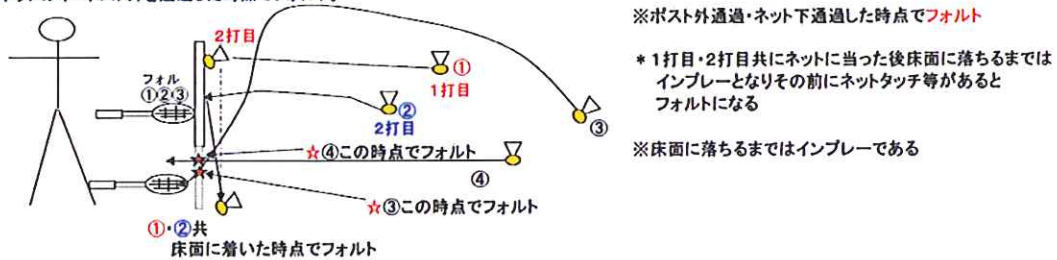 ※ポスト外通過・ネット下通過した時点でフォルト
2打目
①
1打目
*1打目・2打目共にネットに当った後床面に落ちるまでは
インプレーとなりその前にネットタッチ等があると
フォルトになる
フォル
①②③
②
2打目
③
☆④この時点でフォルト
④
※床面に落ちるまではインプレーである
☆③この時点でフォルト
①・②共
床面に着いた時点でフォルト